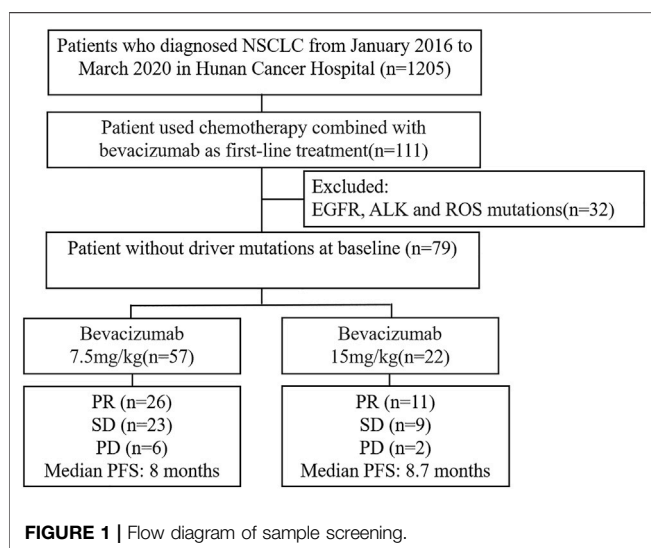 Patients who diagnosed NSCLC from January 2016 to
March 2020 in Hunan Cancer Hospital (n=1205)
Patient used chemotherapy combined with
bevacizumab as first-line treatment(n=111)
Excluded:
EGFR, ALK and ROS mutations(n=32)
Patient without driver mutations at baseline (n=79)
Bevacizumab
7.5mg/kg(n=57)
Bevacizumab
15mg/kg(n=22)
PR (n=26)
SD (n=23)
PD (n=6)
Median PFS: 8 months
PR (n=11)
SD (n=9)
PD (n=2)
Median PFS: 8.7 months
FIGURE 1 | Flow diagram of sample screening.